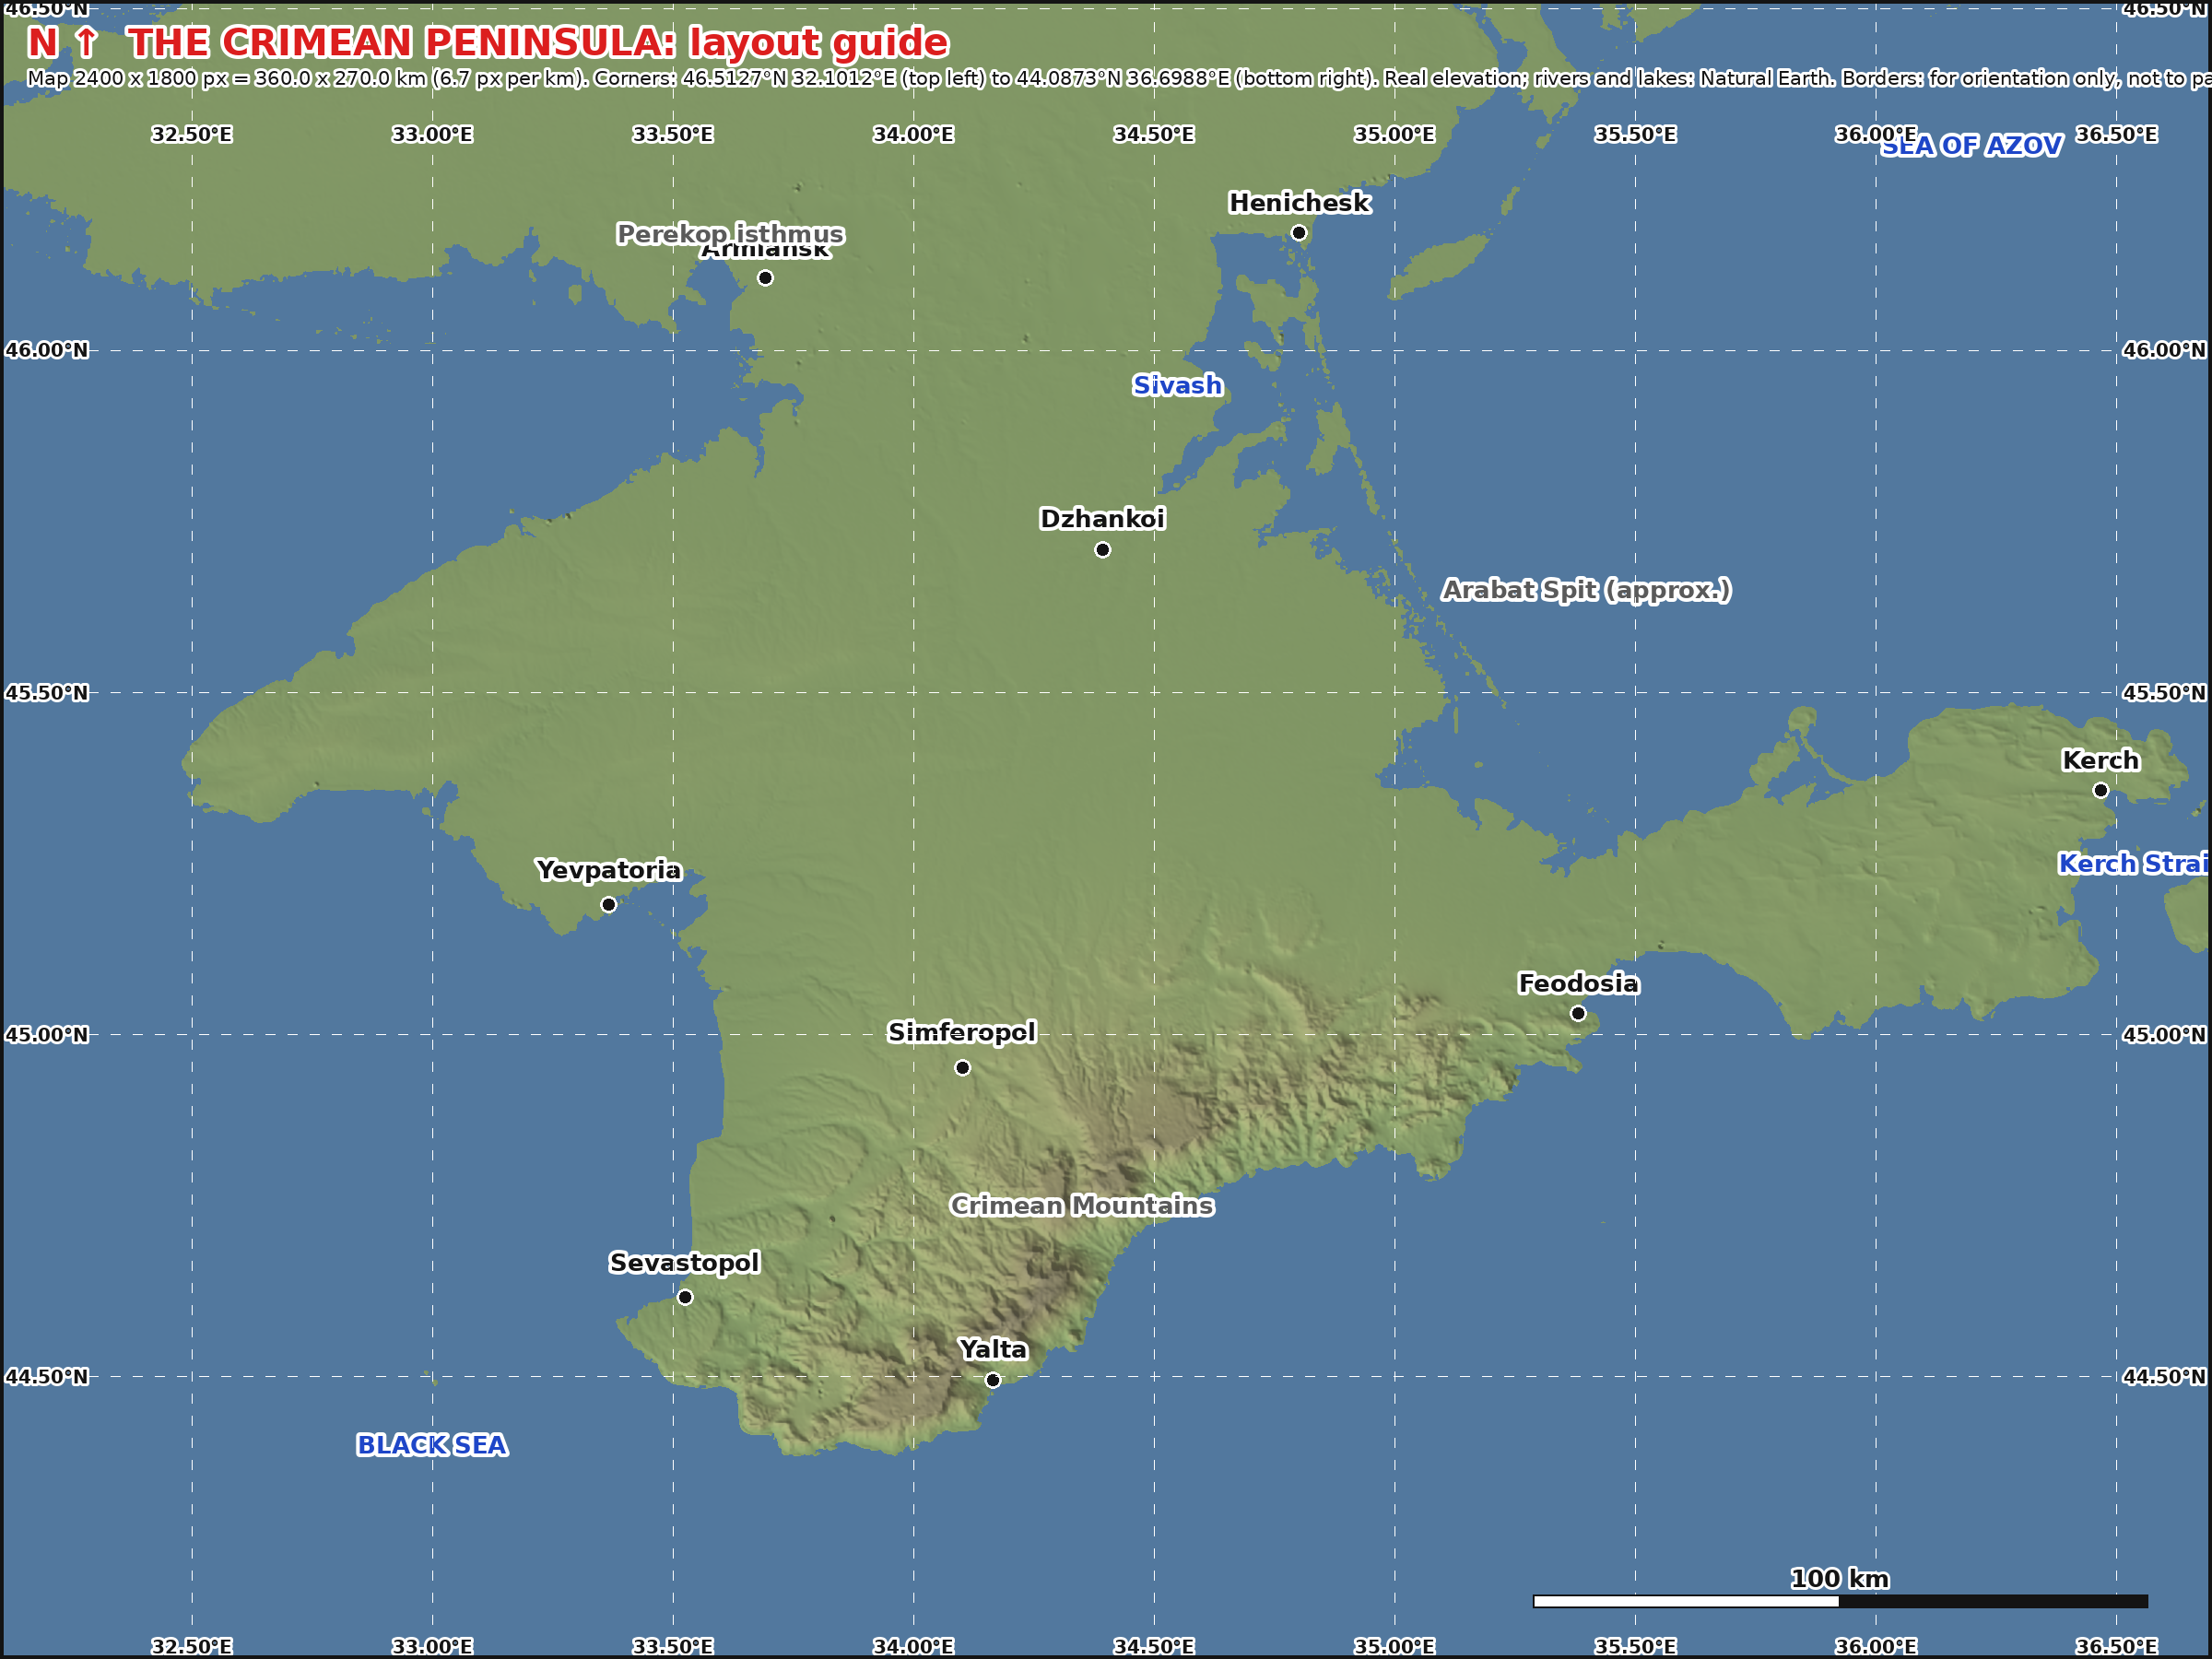 46.50°N 46.50°N
N ↑ THE CRIMEAN PENINSULA: layout guide
Map 2400 x 1800 px = 360.0 x 270.0 km (6.7 px per km). Corners: 46.5127°N 32.1012°E (top left) to 44.0873°N 36.6988°E (bottom right). Real elevation; rivers and lakes: Natural Earth. Borders: for orientation only, not to
32.50°E 33.00°E 33.50°E 34.00°E 34.50°E 35.00°E 35.50°E 36.00°E 36.50°E
SEA OF AZOV
Henichesk
Perekop isthmus
Armiansk
46.00°N 46.00°N
Sivash
Dzhankoi
Arabat Spit (approx.)
45.50°N 45.50°N
Kerch
Kerch Strai
Yevpatoria
Feodosia
Simferopol
45.00°N 45.00°N
Crimean Mountains
Sevastopol
Yalta
44.50°N 44.50°N
BLACK SEA
100 km
32.50°E 33.00°E 33.50°E 34.00°E 34.50°E 35.00°E 35.50°E 36.00°E 36.50°E